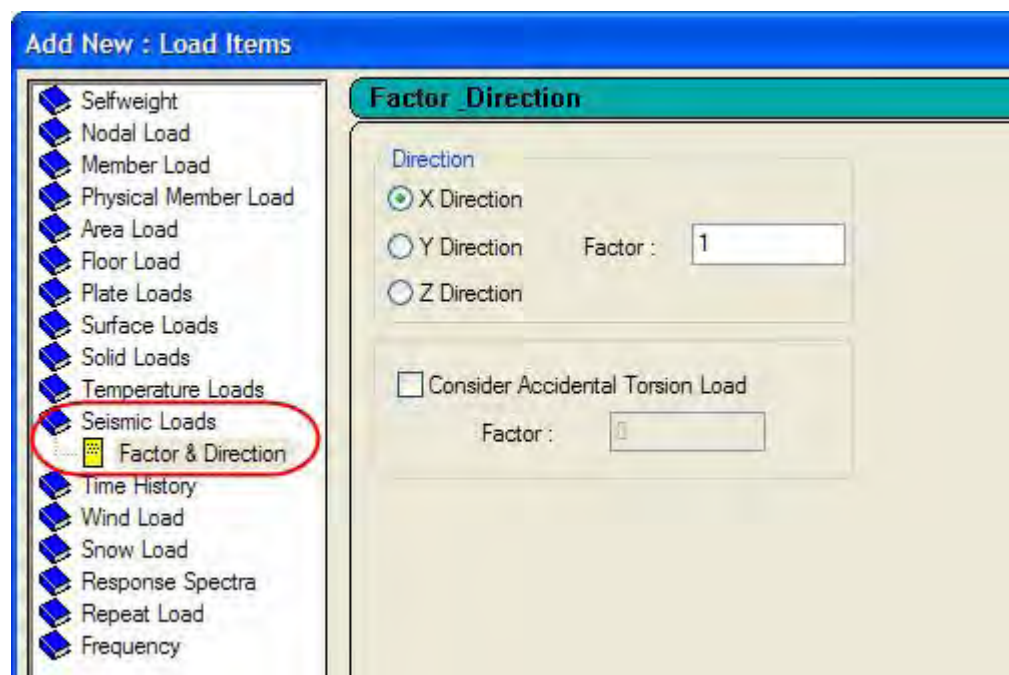 Add New : Load Items
Selfweight
Nodal Load
Member Load
Physical Member Load
Area Load
Floor Load
Plate Loads
Surface Loads
Solid Loads
Temperature Loads
Seismic Loads
Factor & Direction
Time History
Wind Load
Snow Load
Response Spectra
Repeat Load
Frequency
Factor_Direction
Direction
X Direction
Y Direction Factor : 1
Z Direction
Consider Accidental Torsion Load
Factor : 0